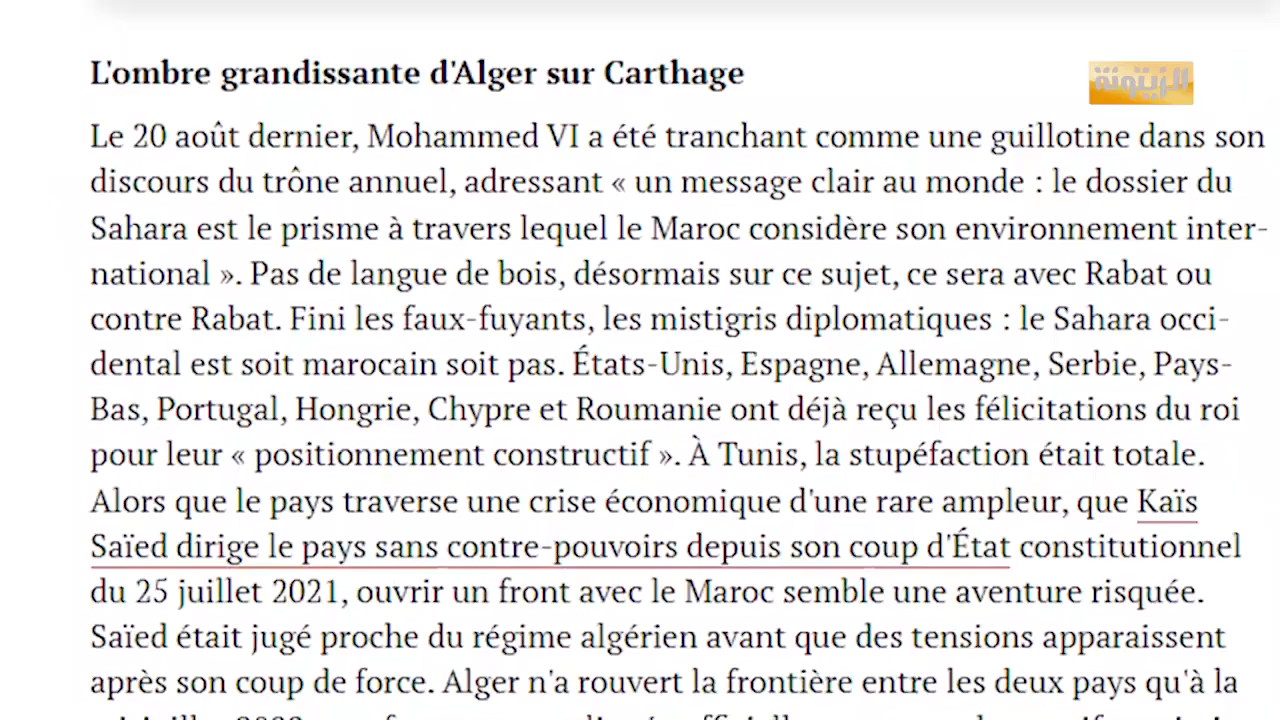 L'ombre grandissante d'Alger sur Carthage
الزيتونة
Le 20 août dernier, Mohammed VI a été tranchant comme une guillotine dans son
discours du trône annuel, adressant « un message clair au monde : le dossier du
Sahara est le prisme à travers lequel le Maroc considère son environnement inter-
national ». Pas de langue de bois, désormais sur ce sujet, ce sera avec Rabat ou
contre Rabat. Fini les faux-fuyants, les mistigris diplomatiques : le Sahara occi-
dental est soit marocain soit pas. États-Unis, Espagne, Allemagne, Serbie, Pays-
Bas, Portugal, Hongrie, Chypre et Roumanie ont déjà reçu les félicitations du roi
pour leur « positionnement constructif ». À Tunis, la stupéfaction était totale.
Alors que le pays traverse une crise économique d'une rare ampleur, que Kaïs
Saïed dirige le pays sans contre-pouvoirs depuis son coup d'État constitutionnel
du 25 juillet 2021, ouvrir un front avec le Maroc semble une aventure risquée.
Saïed était jugé proche du régime algérien avant que des tensions apparaissent
après son coup de force. Alger n'a rouvert la frontière entre les deux pays qu'à la